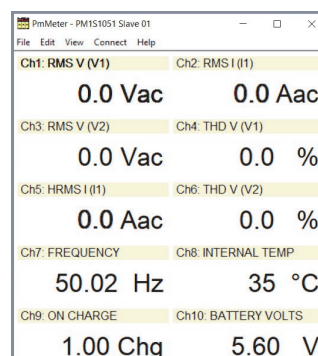 PmMeter - PM1S1051 Slave 01
File Edit View Connect Help
Ch1: RMS V (V1) Ch2: RMS I (I1)
0.0 Vac 0.0 Aac
Ch3: RMS V (V2) Ch4: THD V (V1)
0.0 Vac 0.0 %
Ch5: HRMS I (I1) Ch6: THD V (V2)
0.0 Aac 0.0 %
Ch7: FREQUENCY Ch8: INTERNAL TEMP
50.02 Hz 35 °C
Ch9: ON CHARGE Ch10: BATTERY VOLTS
1.00 Chg 5.60 V